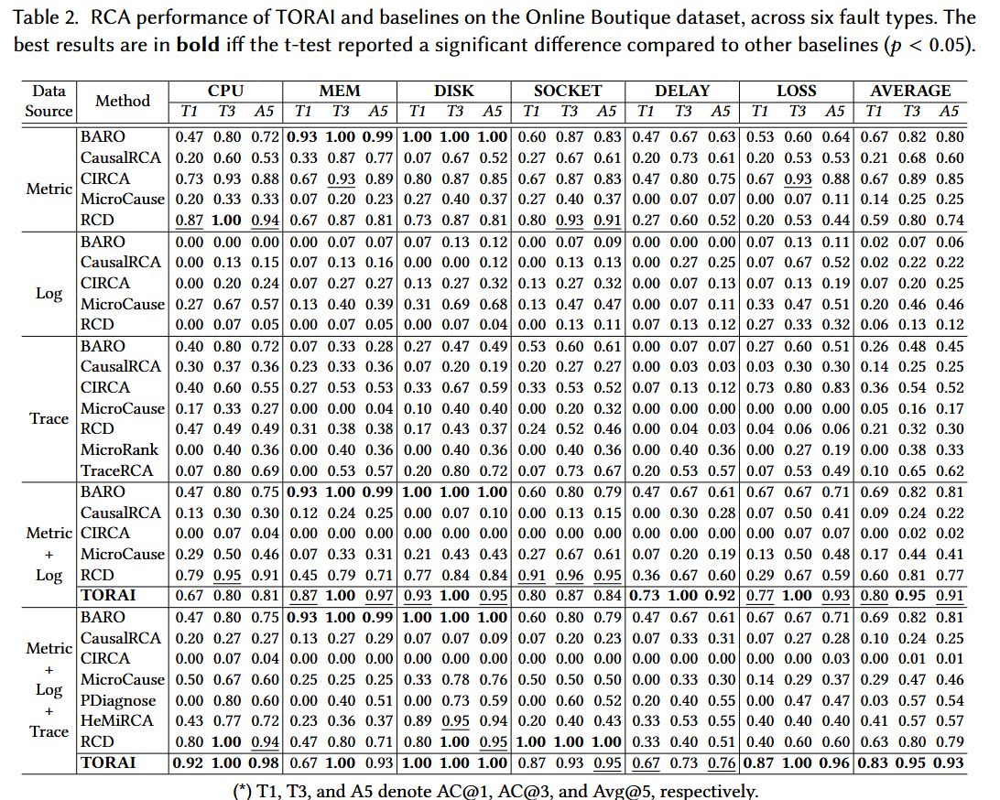 Table 2. RCA performance of TORAI and baselines on the Online Boutique dataset, across six fault types. The
best results are in bold iff the t-test reported a significant difference compared to other baselines (p < 0.05).
Data Source Method CPU MEM DISK SOCKET DELAY LOSS AVERAGE
T1 T3 A5 T1 T3 A5 T1 T3 A5 T1 T3 A5 T1 T3 A5 T1 T3 A5 T1 T3 A5
Metric
BARO 0.47 0.80 0.72 0.93 1.00 0.99 1.00 1.00 1.00 0.60 0.87 0.83 0.47 0.67 0.63 0.53 0.60 0.64 0.67 0.82 0.80
CausalRCA 0.20 0.60 0.53 0.33 0.87 0.77 0.07 0.67 0.52 0.27 0.67 0.61 0.20 0.73 0.61 0.20 0.53 0.53 0.21 0.68 0.60
CIRCA 0.73 0.93 0.88 0.67 0.93 0.89 0.80 0.87 0.85 0.67 0.87 0.83 0.47 0.80 0.75 0.67 0.93 0.88 0.67 0.89 0.85
MicroCause 0.20 0.33 0.33 0.07 0.20 0.23 0.27 0.40 0.37 0.27 0.40 0.37 0.00 0.07 0.07 0.00 0.07 0.11 0.14 0.25 0.25
RCD 0.87 1.00 0.94 0.67 0.87 0.81 0.73 0.87 0.81 0.80 0.93 0.91 0.27 0.60 0.52 0.20 0.53 0.44 0.59 0.80 0.74
Log
BARO 0.00 0.00 0.00 0.00 0.07 0.07 0.07 0.13 0.12 0.00 0.07 0.09 0.00 0.00 0.00 0.07 0.13 0.11 0.02 0.07 0.06
CausalRCA 0.00 0.13 0.15 0.07 0.13 0.16 0.00 0.00 0.12 0.00 0.13 0.13 0.00 0.27 0.25 0.07 0.67 0.52 0.02 0.22 0.22
CIRCA 0.00 0.20 0.24 0.07 0.27 0.27 0.13 0.27 0.32 0.13 0.27 0.32 0.00 0.07 0.13 0.07 0.13 0.19 0.07 0.20 0.25
MicroCause 0.27 0.67 0.57 0.13 0.40 0.39 0.31 0.69 0.68 0.13 0.47 0.47 0.00 0.07 0.11 0.33 0.47 0.51 0.20 0.46 0.46
RCD 0.00 0.07 0.05 0.00 0.07 0.05 0.00 0.07 0.04 0.00 0.13 0.11 0.07 0.13 0.12 0.27 0.33 0.32 0.06 0.13 0.12
Trace
BARO 0.40 0.80 0.72 0.07 0.33 0.28 0.27 0.47 0.49 0.53 0.60 0.61 0.00 0.07 0.07 0.27 0.60 0.51 0.26 0.48 0.45
CausalRCA 0.30 0.37 0.36 0.23 0.33 0.36 0.07 0.20 0.19 0.20 0.27 0.27 0.00 0.03 0.03 0.03 0.30 0.30 0.14 0.25 0.25
CIRCA 0.40 0.60 0.55 0.27 0.53 0.53 0.33 0.67 0.59 0.33 0.53 0.52 0.07 0.13 0.12 0.73 0.80 0.83 0.36 0.54 0.52
MicroCause 0.17 0.33 0.27 0.00 0.00 0.04 0.10 0.40 0.40 0.00 0.20 0.32 0.00 0.00 0.00 0.00 0.00 0.00 0.05 0.16 0.17
RCD 0.47 0.49 0.49 0.31 0.38 0.38 0.17 0.43 0.37 0.24 0.52 0.46 0.00 0.04 0.03 0.04 0.06 0.06 0.21 0.32 0.30
MicroRank 0.00 0.40 0.36 0.00 0.40 0.36 0.00 0.40 0.36 0.00 0.40 0.36 0.00 0.40 0.36 0.00 0.27 0.19 0.00 0.38 0.33
TraceRCA 0.07 0.80 0.69 0.00 0.53 0.57 0.20 0.80 0.72 0.07 0.73 0.67 0.20 0.53 0.57 0.07 0.53 0.49 0.10 0.65 0.62
Metric + Log
BARO 0.47 0.80 0.75 0.93 1.00 0.99 1.00 1.00 1.00 0.60 0.80 0.79 0.47 0.67 0.61 0.67 0.67 0.71 0.69 0.82 0.81
CausalRCA 0.13 0.30 0.30 0.12 0.24 0.25 0.00 0.07 0.10 0.00 0.13 0.15 0.00 0.30 0.28 0.07 0.50 0.41 0.09 0.24 0.22
CIRCA 0.00 0.07 0.04 0.00 0.00 0.00 0.00 0.00 0.00 0.00 0.00 0.00 0.00 0.00 0.00 0.00 0.07 0.07 0.00 0.02 0.02
MicroCause 0.29 0.50 0.46 0.07 0.33 0.31 0.21 0.43 0.43 0.27 0.67 0.61 0.07 0.20 0.19 0.13 0.50 0.48 0.17 0.44 0.41
RCD 0.79 0.95 0.91 0.45 0.79 0.71 0.77 0.84 0.84 0.91 0.96 0.95 0.36 0.67 0.60 0.29 0.67 0.59 0.60 0.81 0.77
TORAI 0.67 0.80 0.81 0.87 1.00 0.97 0.93 1.00 0.95 0.80 0.87 0.84 0.73 1.00 0.92 0.77 1.00 0.93 0.80 0.95 0.91
Metric + Log + Trace
BARO 0.47 0.80 0.75 0.93 1.00 0.99 1.00 1.00 1.00 0.60 0.80 0.79 0.47 0.67 0.61 0.67 0.67 0.71 0.69 0.82 0.81
CausalRCA 0.20 0.27 0.27 0.13 0.27 0.29 0.07 0.07 0.09 0.07 0.20 0.23 0.07 0.33 0.31 0.07 0.27 0.28 0.10 0.24 0.25
CIRCA 0.00 0.07 0.04 0.00 0.00 0.00 0.00 0.00 0.00 0.00 0.00 0.00 0.00 0.00 0.00 0.00 0.00 0.03 0.00 0.01 0.01
MicroCause 0.50 0.67 0.60 0.25 0.25 0.25 0.33 0.78 0.76 0.50 0.50 0.50 0.00 0.33 0.30 0.14 0.29 0.37 0.29 0.47 0.46
PDiagnose 0.00 0.80 0.60 0.00 0.40 0.51 0.00 0.73 0.59 0.00 0.60 0.52 0.20 0.40 0.55 0.00 0.47 0.47 0.03 0.57 0.54
HeMiRCA 0.43 0.77 0.72 0.23 0.36 0.37 0.89 0.95 0.94 0.20 0.40 0.43 0.33 0.53 0.55 0.40 0.40 0.40 0.41 0.57 0.57
RCD 0.80 1.00 0.94 0.47 0.80 0.71 0.80 1.00 0.95 1.00 1.00 1.00 0.33 0.40 0.51 0.40 0.60 0.60 0.63 0.80 0.79
TORAI 0.92 1.00 0.98 0.67 1.00 0.93 1.00 1.00 1.00 0.87 0.93 0.95 0.67 0.73 0.76 0.87 1.00 0.96 0.83 0.95 0.93
(*) T1, T3, and A5 denote AC@1, AC@3, and Avg@5, respectively.